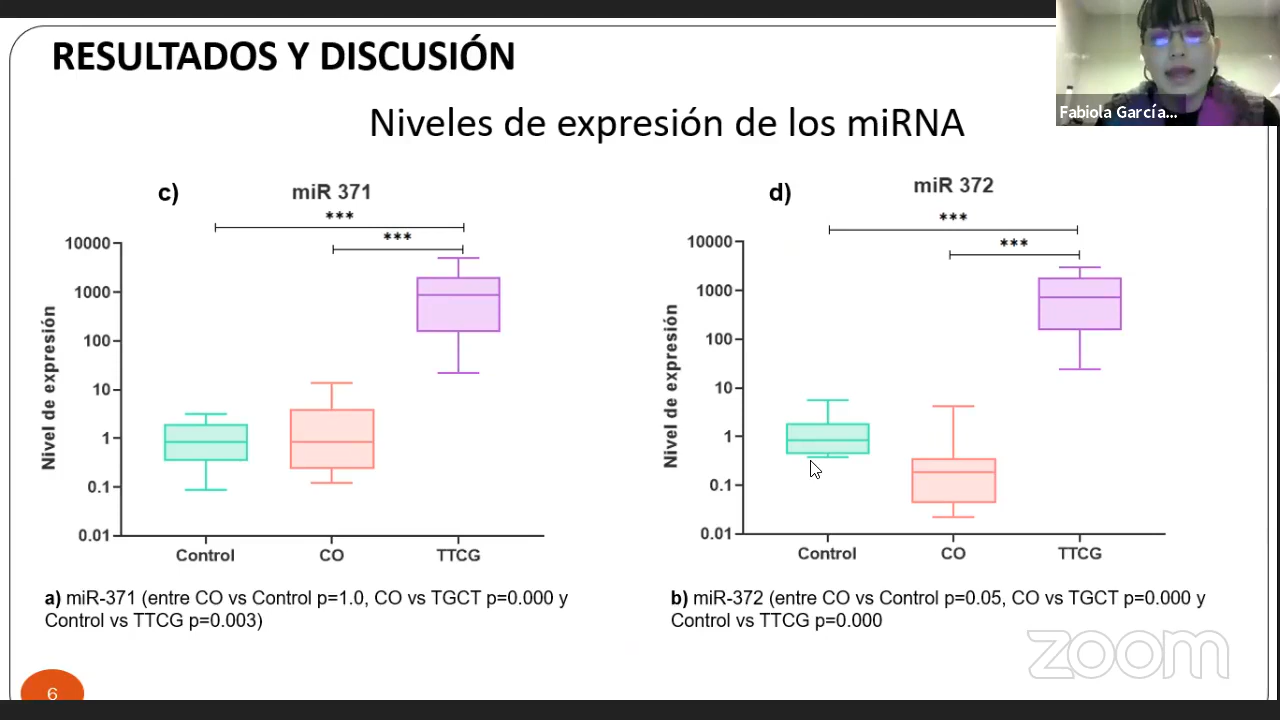 RESULTADOS Y DISCUSIÓN
Fabiola García...
Niveles de expresión de los miRNA
c)
miR 371
***
***
10000
1000
100
10
1
0.1
0.01
Nivel de expresión
Control
CO
TTCG
d)
miR 372
***
***
10000
1000
100
10
1
0.1
0.01
Nivel de expresión
Control
CO
TTCG
a) miR-371 (entre CO vs Control p=1.0, CO vs TGCT p=0.000 y
Control vs TTCG p=0.003)
b) miR-372 (entre CO vs Control p=0.05, CO vs TGCT p=0.000 y
Control vs TTCG p=0.000
zoom
6